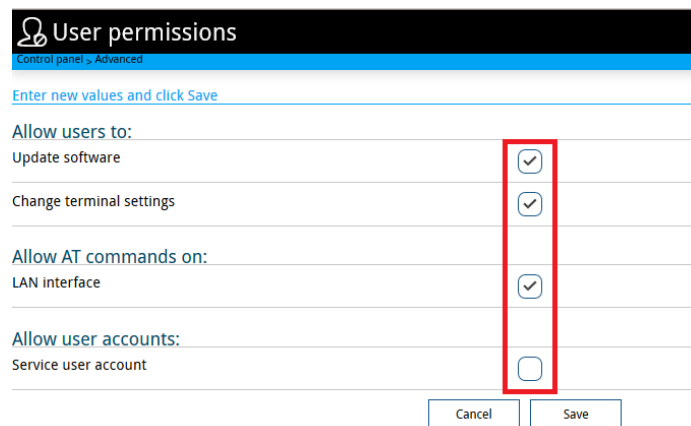 User permissions
Control panel > Advanced
Enter new values and click Save
Allow users to:
Update software
Change terminal settings
Allow AT commands on:
LAN interface
Allow user accounts:
Service user account
Cancel Save